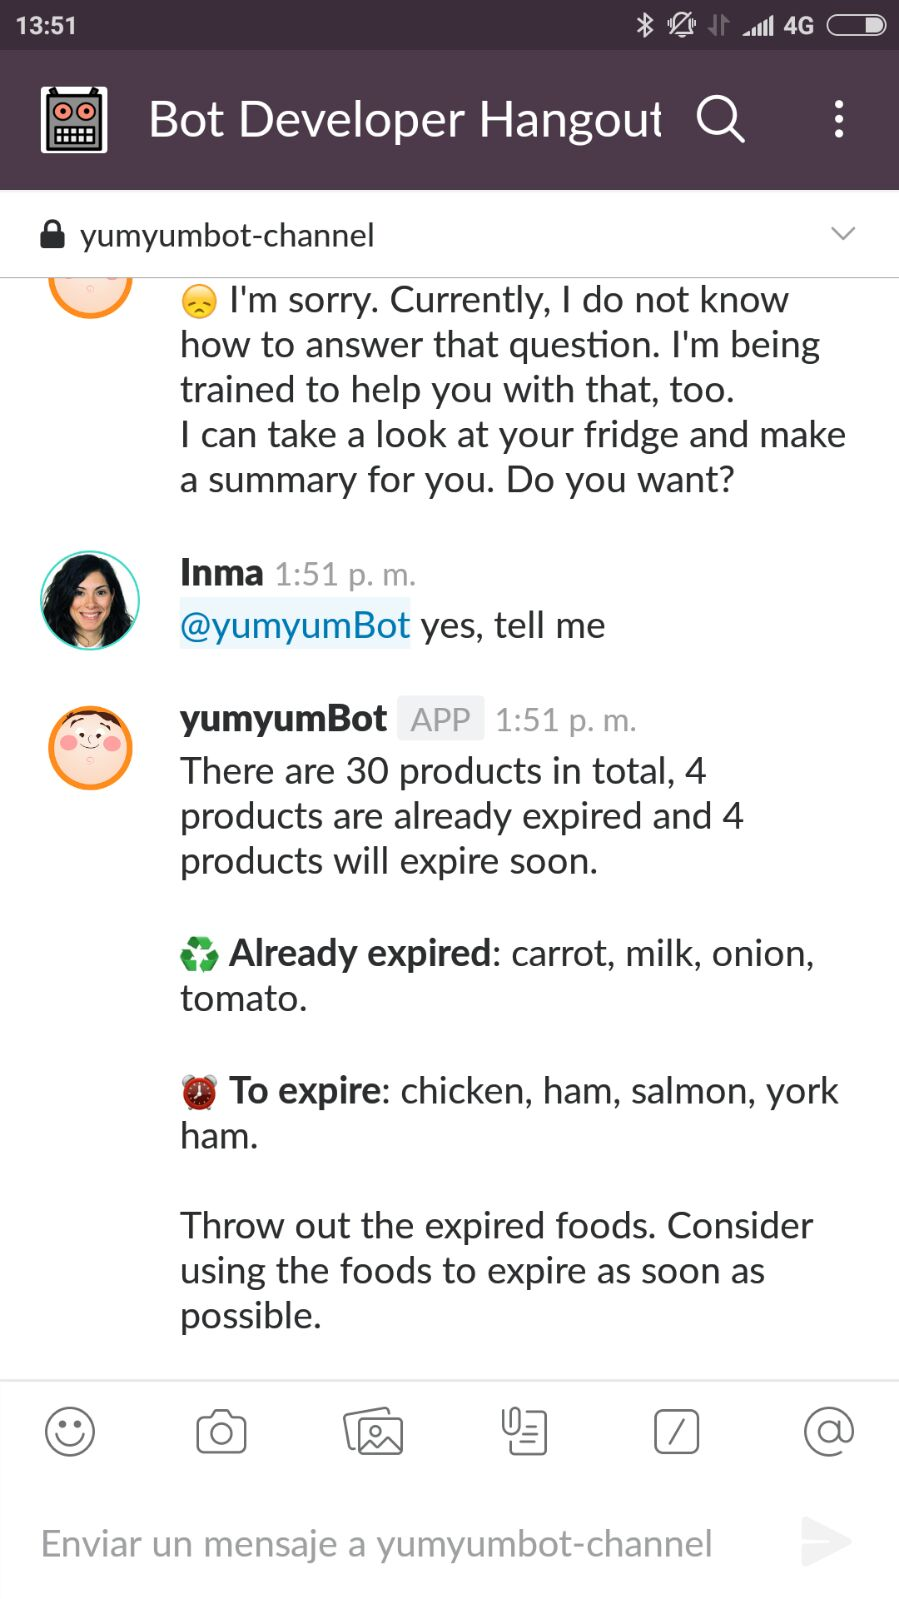 13:51
4G
Bot Developer Hangout
yumyumbot-channel
I'm sorry. Currently, I do not know
how to answer that question. I'm being
trained to help you with that, too.
I can take a look at your fridge and make
a summary for you. Do you want?
Inma 1:51 p. m.
@yumyumBot yes, tell me
yumyumBot APP 1:51 p. m.
There are 30 products in total, 4
products are already expired and 4
products will expire soon.
Already expired: carrot, milk, onion,
tomato.
To expire: chicken, ham, salmon, york
ham.
Throw out the expired foods. Consider
using the foods to expire as soon as
possible.
Enviar un mensaje a yumyumbot-channel